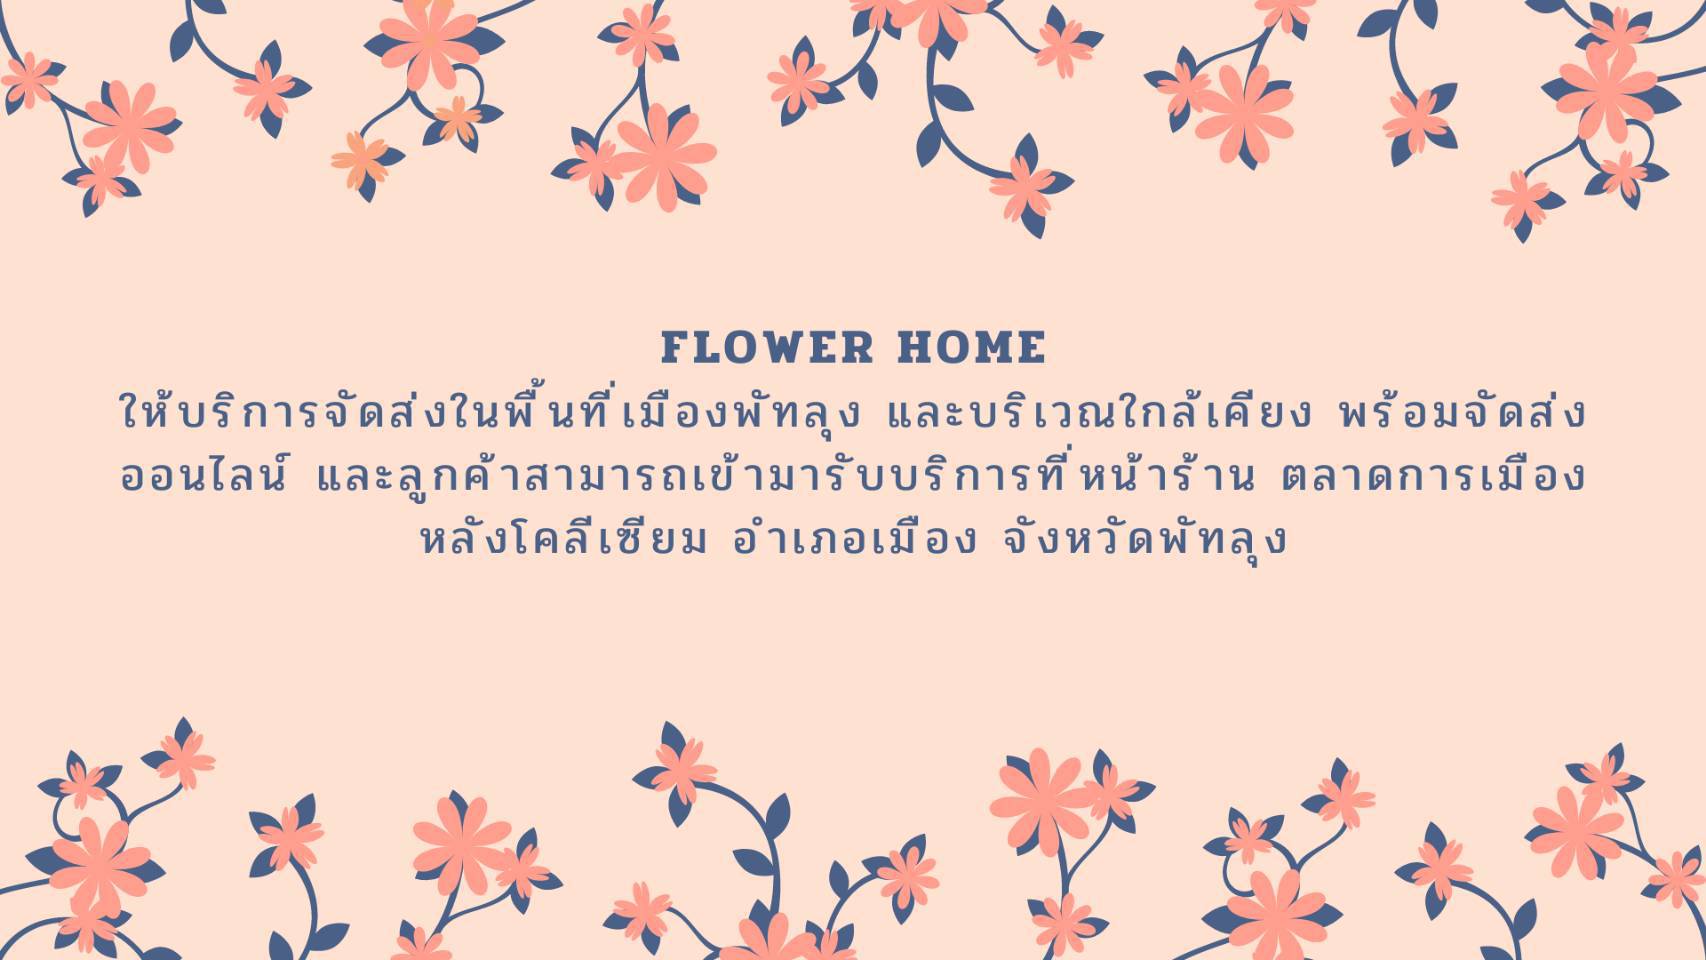 FLOWER HOME
ให้บริการจัดส่งในพื้นที่เมืองพัทลุง และบริเวณใกล้เคียง พร้อมจัดส่ง
ออนไลน์ และลูกค้าสามารถเข้ามารับบริการที่หน้าร้าน ตลาดการเมือง
หลังโคลีเซียม อำเภอเมือง จังหวัดพัทลุง